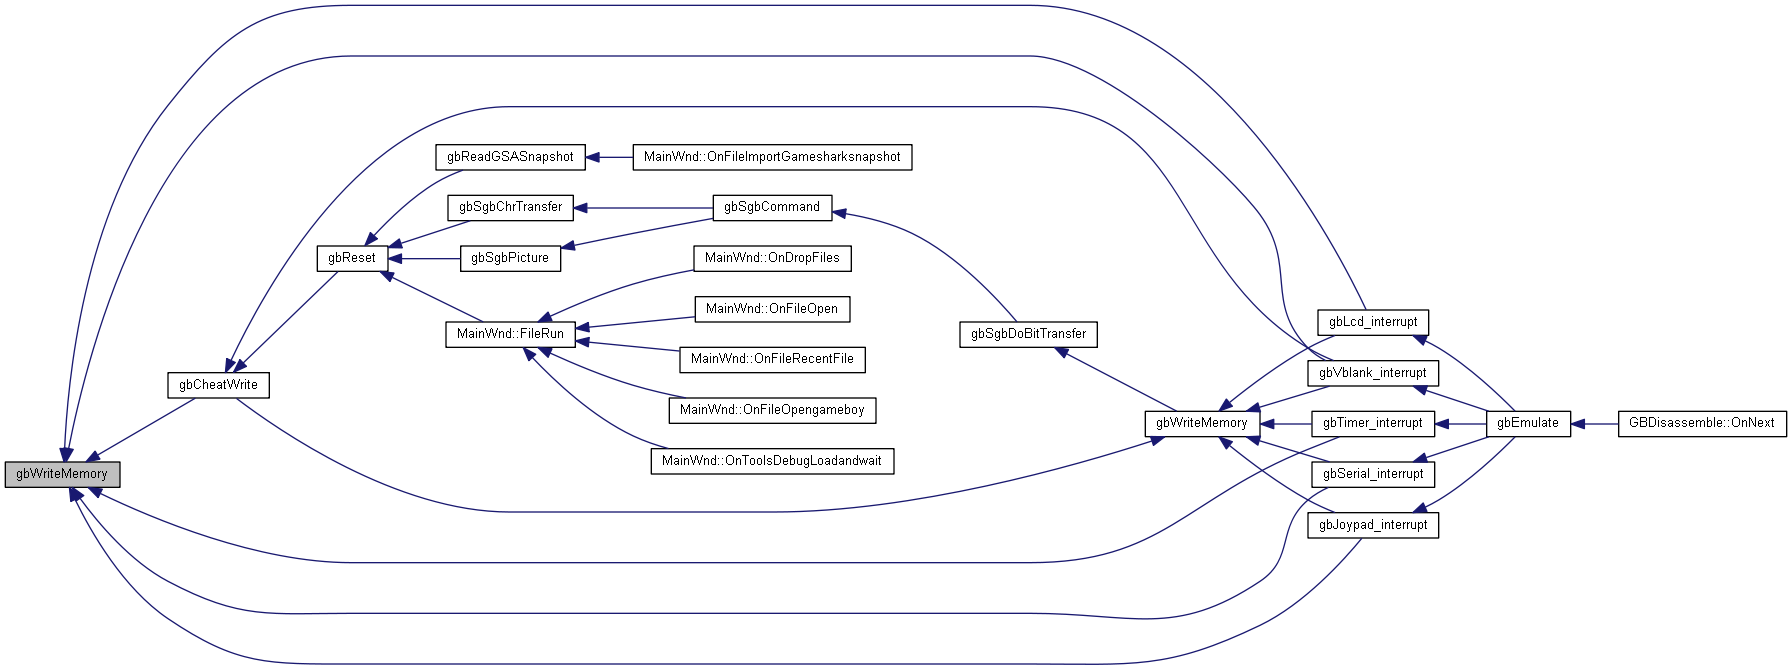 gbReadGSASnapshot
MainWnd::OnFileImportGamesharksnapshot
gbSgbChrTransfer
gbSgbCommand
gbReset
gbSgbPicture
MainWnd::OnDropFiles
MainWnd::OnFileOpen
gbLcd_interrupt
MainWnd::FileRun
gbSgbDoBitTransfer
MainWnd::OnFileRecentFile
gbVblank_interrupt
gbCheatWrite
MainWnd::OnFileOpengameboy
gbWriteMemory
gbTimer_interrupt
gbEmulate
GBDisassemble::OnNext
MainWnd::OnToolsDebugLoadandwait
gbWriteMemory
gbSerial_interrupt
gbJoypad_interrupt